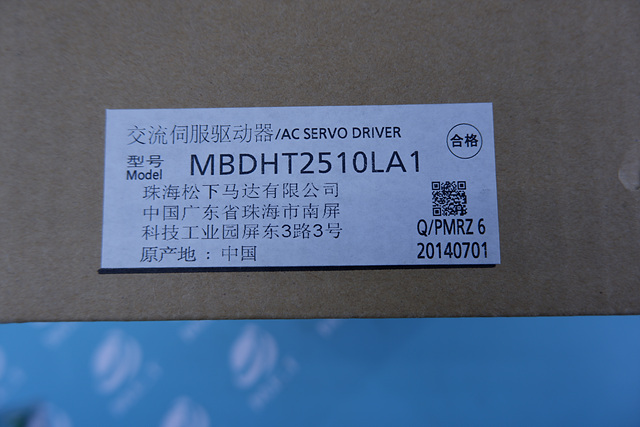 交流伺服驱动器/AC SERVO DRIVER
合格
型号
Model
MBDHT2510LA1
珠海松下马达有限公司
中国广东省珠海市南屏
科技工业园屏东3路3号
原产地：中国
Q/PMRZ 6
20140701